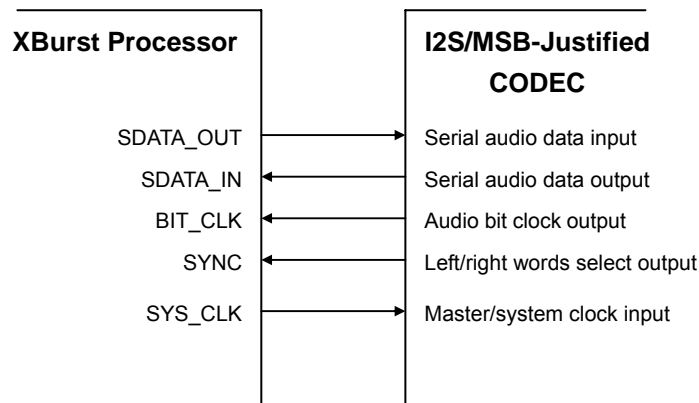 XBurst Processor
I2S/MSB-Justified
CODEC
SDATA_OUT
Serial audio data input
SDATA_IN
Serial audio data output
BIT_CLK
Audio bit clock output
SYNC
Left/right words select output
SYS_CLK
Master/system clock input